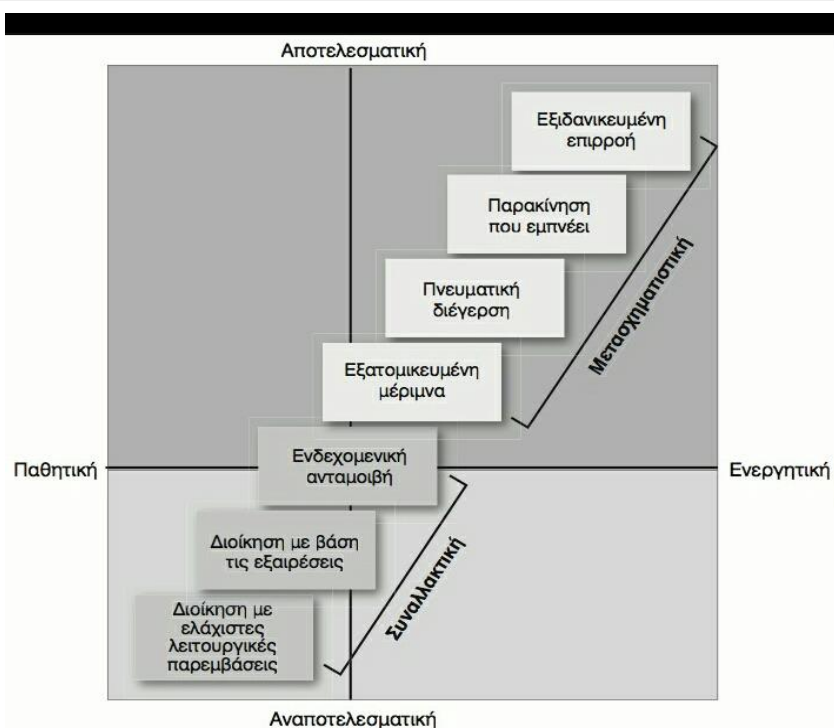 Αποτελεσματική
Εξιδανικευμένη
επιρροή
Παρακίνηση
που εμπνέει
Πνευματική
διέγερση
Εξατομικευμένη
μέριμνα
Μετασχηματιστική
Ενδεχομενική
ανταμοιβή
Παθητική
Ενεργητική
Διοίκηση με βάση
τις εξαιρέσεις
Διοίκηση με
ελάχιστες
λειτουργικές
παρεμβάσεις
Συναλλακτική
Αναποτελεσματική